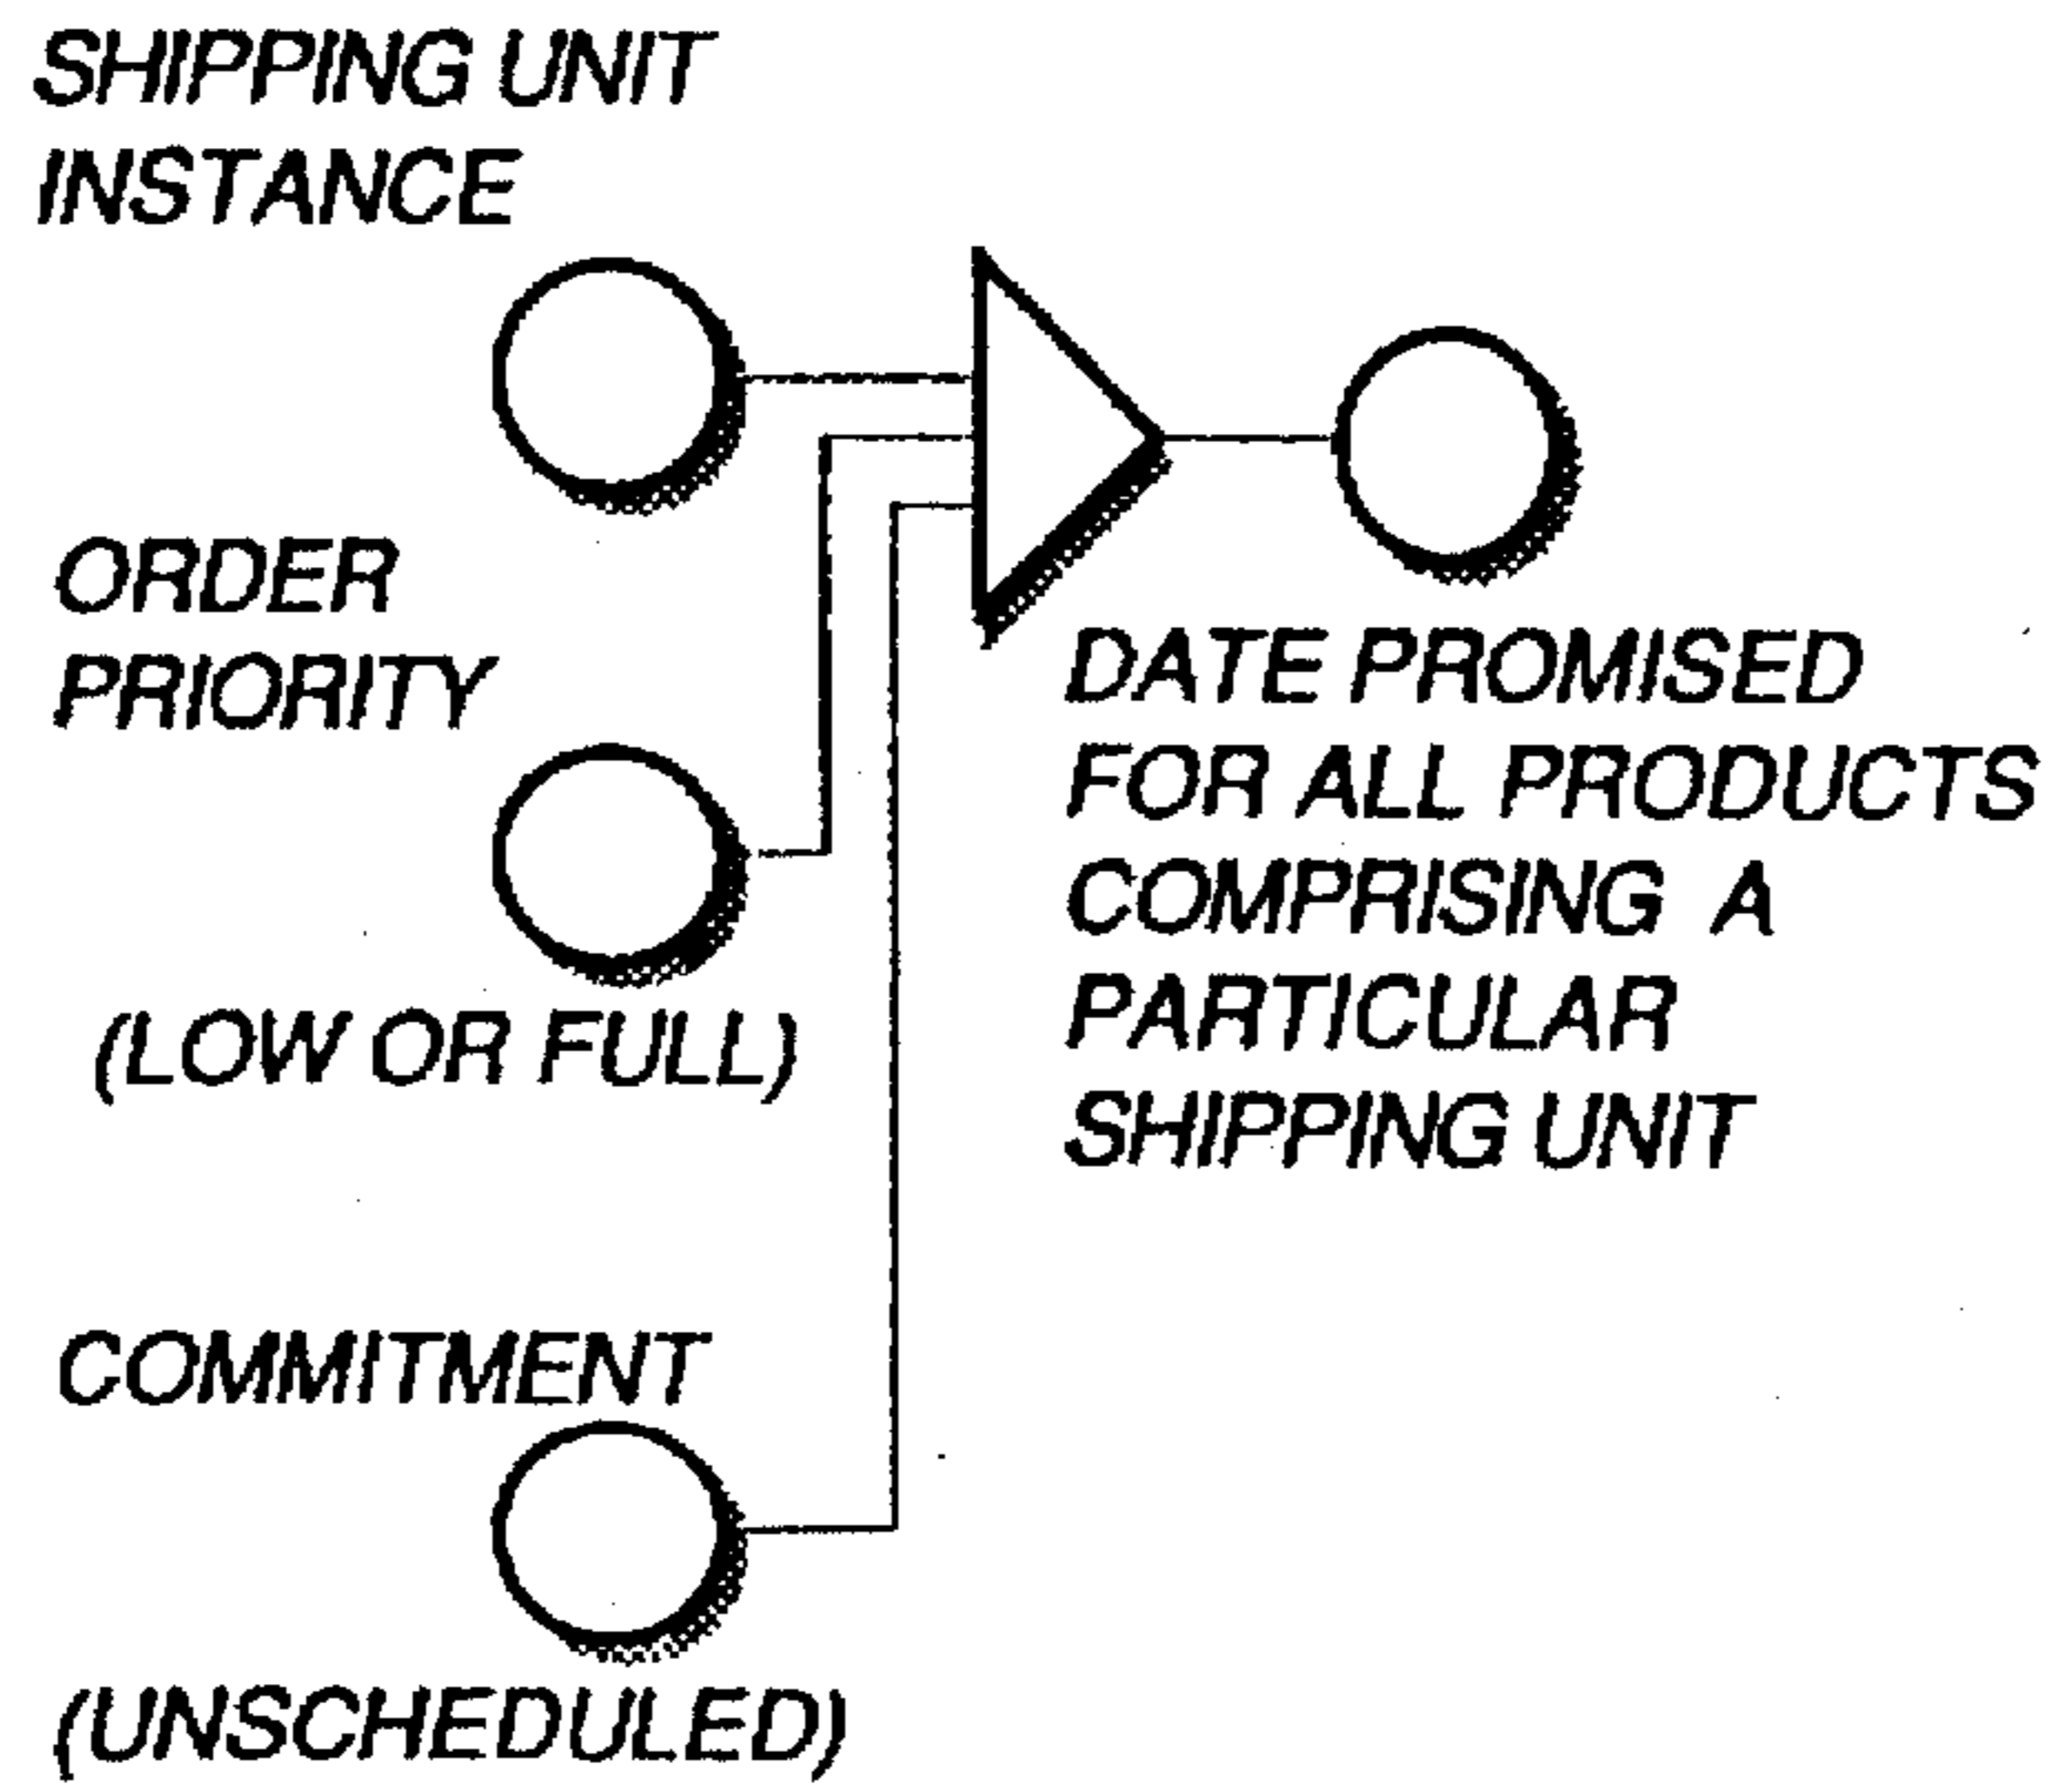 SHIPPING UNIT
INSTANCE
ORDER
PRIORITY
(LOW OR FULL)
COMMITMENT
(UNSCHEDULED)
DATE PROMISED
FOR ALL PRODUCTS
COMPRISING A
PARTICULAR
SHIPPING UNIT